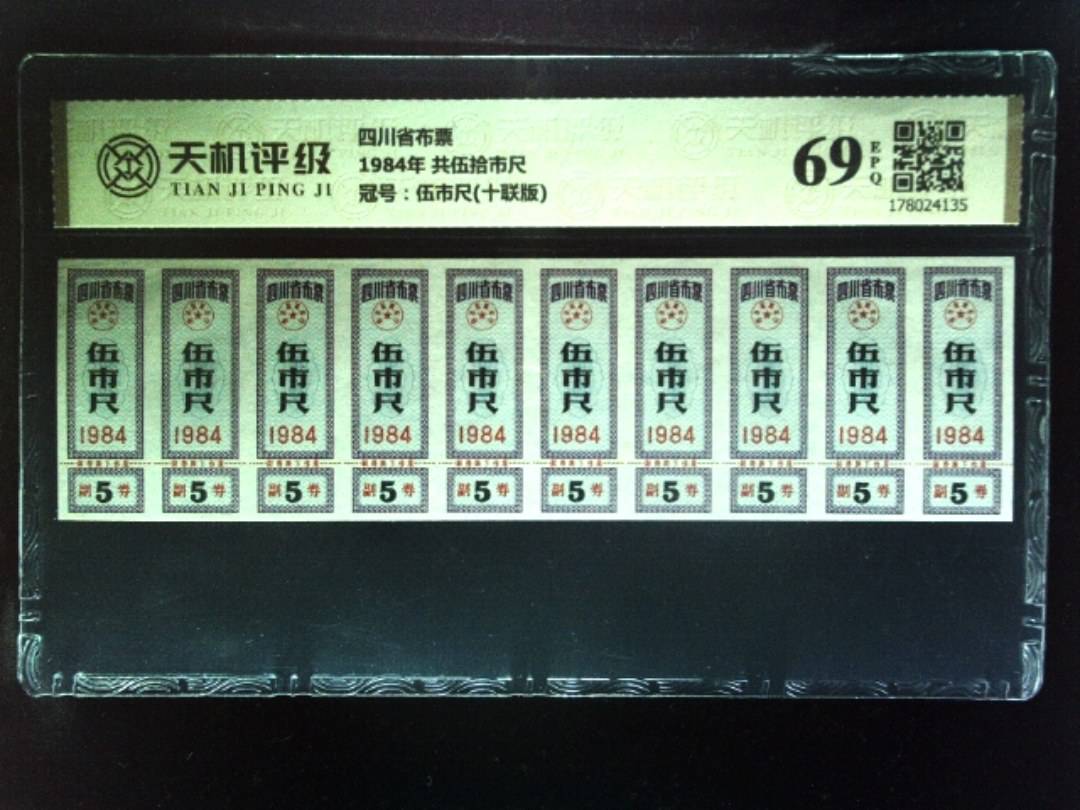 天机评级
TIAN JI PING JI
四川省布票
1984年 共伍拾市尺
冠号：伍市尺(十联版)
69
EPQ
178024135
四川省布票 四川省布票 四川省布票 四川省布票 四川省布票 四川省布票 四川省布票 四川省布票 四川省布票 四川省布票
伍市尺 伍市尺 伍市尺 伍市尺 伍市尺 伍市尺 伍市尺 伍市尺 伍市尺 伍市尺
1984 1984 1984 1984 1984 1984 1984 1984 1984 1984
副5券 副5券 副5券 副5券 副5券 副5券 副5券 副5券 副5券 副5券